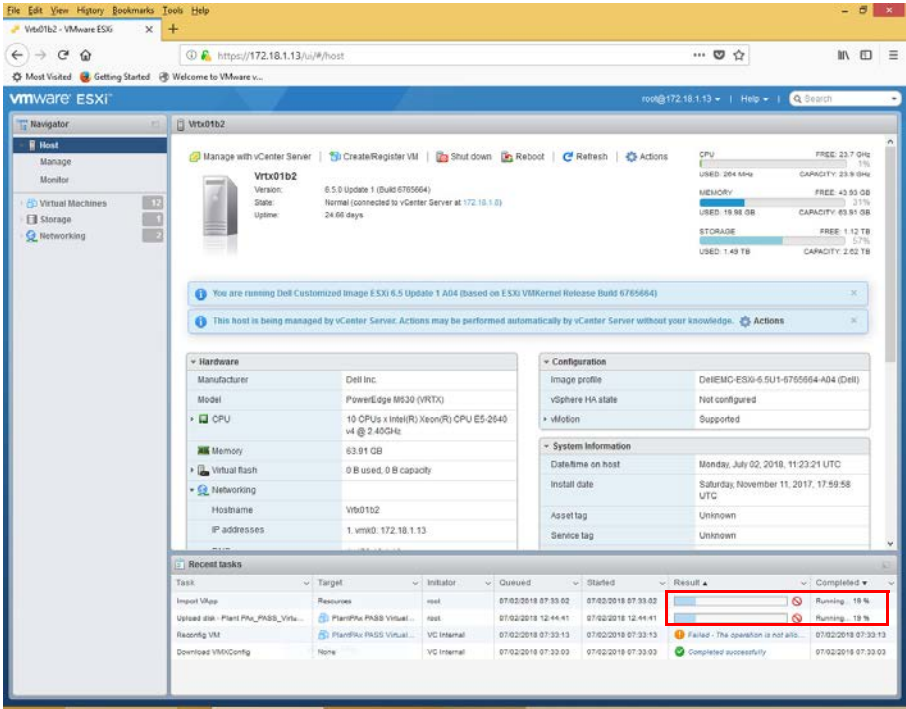 File Edit View History Bookmarks Tools Help
Vrtx01b2 - VMware ESXi
https://172.18.1.13/ui/#/host
Most Visited Getting Started Welcome to VMware v...
vmware ESXi
root@172.18.1.13 | Help | Search
Navigator
Vrtx01b2
Host
Manage
Monitor
Virtual Machines 12
Storage 1
Networking 2
Manage with vCenter Server | Create/Register VM | Shut down Reboot | Refresh | Actions
Vrtx01b2
Version: 6.5.0 Update 1 (Build 6765664)
State: Normal (connected to vCenter Server at 172.18.1.8)
Uptime: 24.66 days
CPU FREE: 23.7 GHz
1%
USED: 264 MHz CAPACITY: 23.9 GHz
MEMORY FREE: 43.93 GB
31%
USED: 19.98 GB CAPACITY: 63.91 GB
STORAGE FREE: 1.12 TB
57%
USED: 1.49 TB CAPACITY: 2.62 TB
You are running Dell Customized Image ESXi 6.5 Update 1 A04 (based on ESXi VMKernel Release Build 6765664)
This host is being managed by vCenter Server. Actions may be performed automatically by vCenter Server without your knowledge. Actions
Hardware
Manufacturer Dell Inc.
Model PowerEdge M630 (VRTX)
CPU 10 CPUs x Intel(R) Xeon(R) CPU E5-2640
v4 @ 2.40GHz
Memory 63.91 GB
Virtual flash 0 B used, 0 B capacity
Networking
Hostname Vrtx01b2
IP addresses 1. vmk0: 172.18.1.13
Configuration
Image profile DellEMC-ESXi-6.5U1-6765664-A04 (Dell)
vSphere HA state Not configured
vMotion Supported
System Information
Date/time on host Monday, July 02, 2018, 11:23:21 UTC
Install date Saturday, November 11, 2017, 17:59:58
UTC
Asset tag Unknown
Service tag Unknown
Recent tasks
Task Target Initiator Queued Started Result Completed
Import VApp Resources root 07/02/2018 07:33:02 07/02/2018 07:33:02 Running... 19 %
Upload disk - Plant PAx_PASS_Virtu... PlantPAx PASS Virtual... root 07/02/2018 12:44:41 07/02/2018 12:44:41 Running... 19 %
Reconfig VM PlantPAx PASS Virtual... VC Internal 07/02/2018 07:33:13 07/02/2018 07:33:13 Failed - The operation is not allo... 07/02/2018 07:33:13
Download VMXConfig None VC Internal 07/02/2018 07:33:03 07/02/2018 07:33:03 Completed successfully 07/02/2018 07:33:03